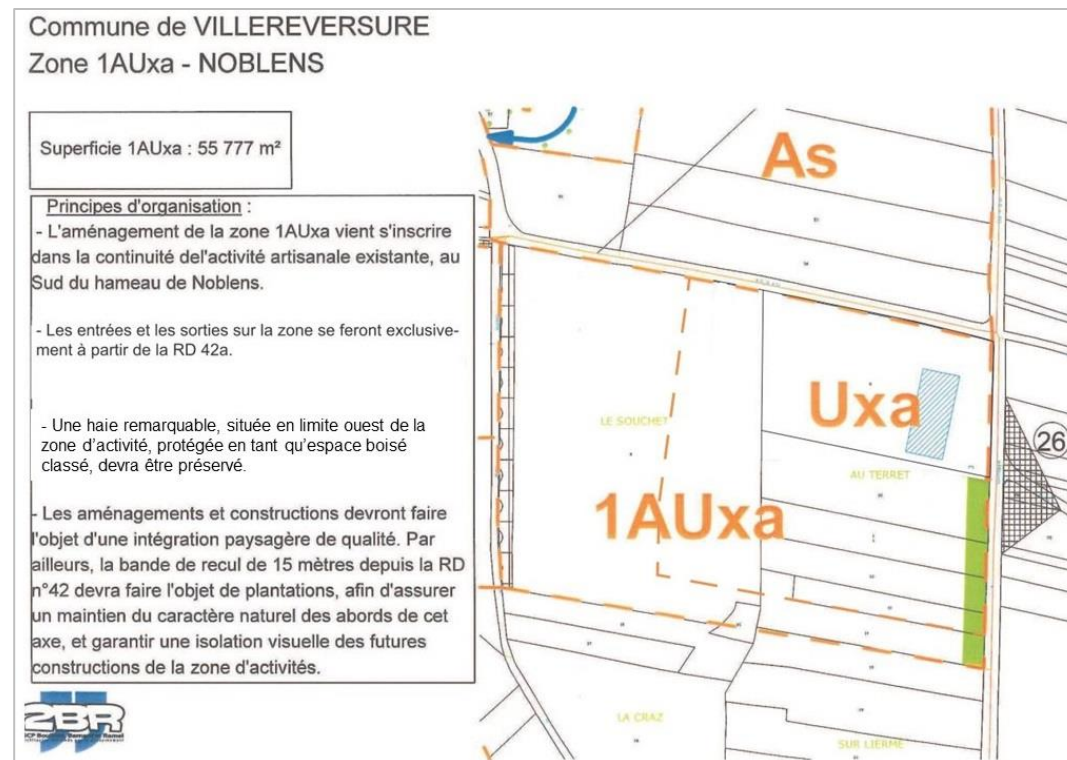 Commune de VILLEREVERSURE
Zone 1AUxa - NOBLENS
Superficie 1AUxa : 55 777 m²
Principes d'organisation :
- L'aménagement de la zone 1AUxa vient s'inscrire
dans la continuité del'activité artisanale existante, au
Sud du hameau de Noblens.
- Les entrées et les sorties sur la zone se feront exclusive-
ment à partir de la RD 42a.
- Une haie remarquable, située en limite ouest de la
zone d'activité, protégée en tant qu'espace boisé
classé, devra être préservé.
- Les aménagements et constructions devront faire
l'objet d'une intégration paysagère de qualité. Par
ailleurs, la bande de recul de 15 mètres depuis la RD
n°42 devra faire l'objet de plantations, afin d'assurer
un maintien du caractère naturel des abords de cet
axe, et garantir une isolation visuelle des futures
constructions de la zone d'activités.
2BR
As
Uxa
LE SOUCHET
26
AU TERRET
1AUxa
LA CRAZ
SUR LIERME